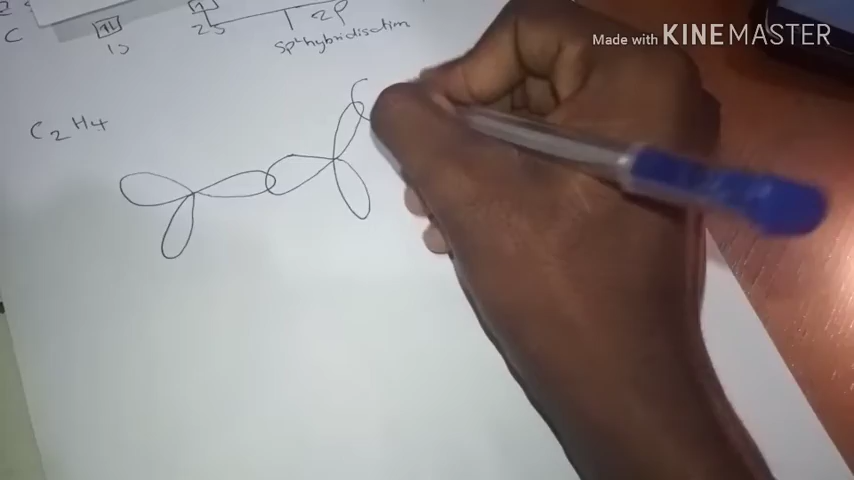 Made with KINEMASTER
C 1s 2s 2p
sp² hybridisation
C₂H₄